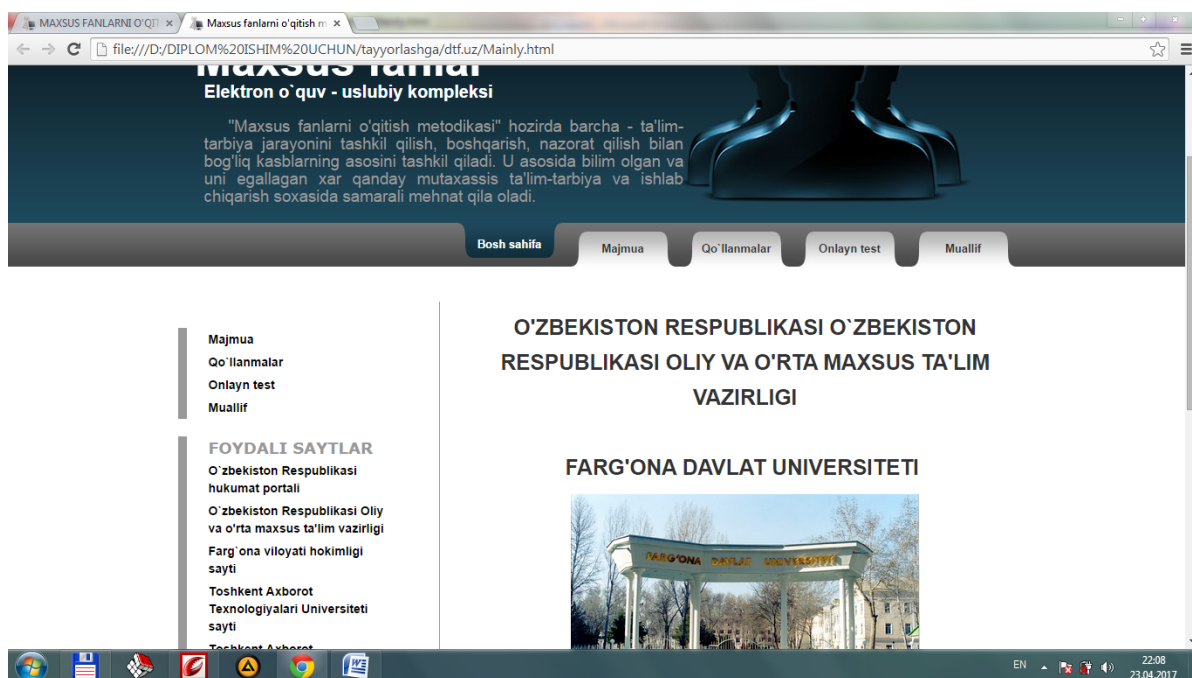 MAXSUS FANLARNI O'QIT
Maxsus fanlarni o'qitish m
file:///D:/DIPLOM%20ISHIM%20UCHUN/tayyorlashga/dtf.uz/Mainly.html
Maxsus fanlar
Elektron o`quv - uslubiy kompleksi
"Maxsus fanlarni o'qitish metodikasi" hozirda barcha - ta'lim-
tarbiya jarayonini tashkil qilish, boshqarish, nazorat qilish bilan
bog'liq kasblarning asosini tashkil qiladi. U asosida bilim olgan va
uni egallagan xar qanday mutaxassis ta'lim-tarbiya va ishlab
chiqarish soxasida samarali mehnat qila oladi.
Bosh sahifa
Majmua
Qo`llanmalar
Onlayn test
Muallif
Majmua
Qo`llanmalar
Onlayn test
Muallif
FOYDALI SAYTLAR
O`zbekiston Respublikasi
hukumat portali
O`zbekiston Respublikasi Oliy
va o'rta maxsus ta'lim vazirligi
Farg`ona viloyati hokimligi
sayti
Toshkent Axborot
Texnologiyalari Universiteti
sayti
Toshkent Axborot
O'ZBEKISTON RESPUBLIKASI O`ZBEKISTON
RESPUBLIKASI OLIY VA O'RTA MAXSUS TA'LIM
VAZIRLIGI
FARG'ONA DAVLAT UNIVERSITETI
FARG'ONA DAVLAT UNIVERSITETI
EN
22:08
23.04.2017